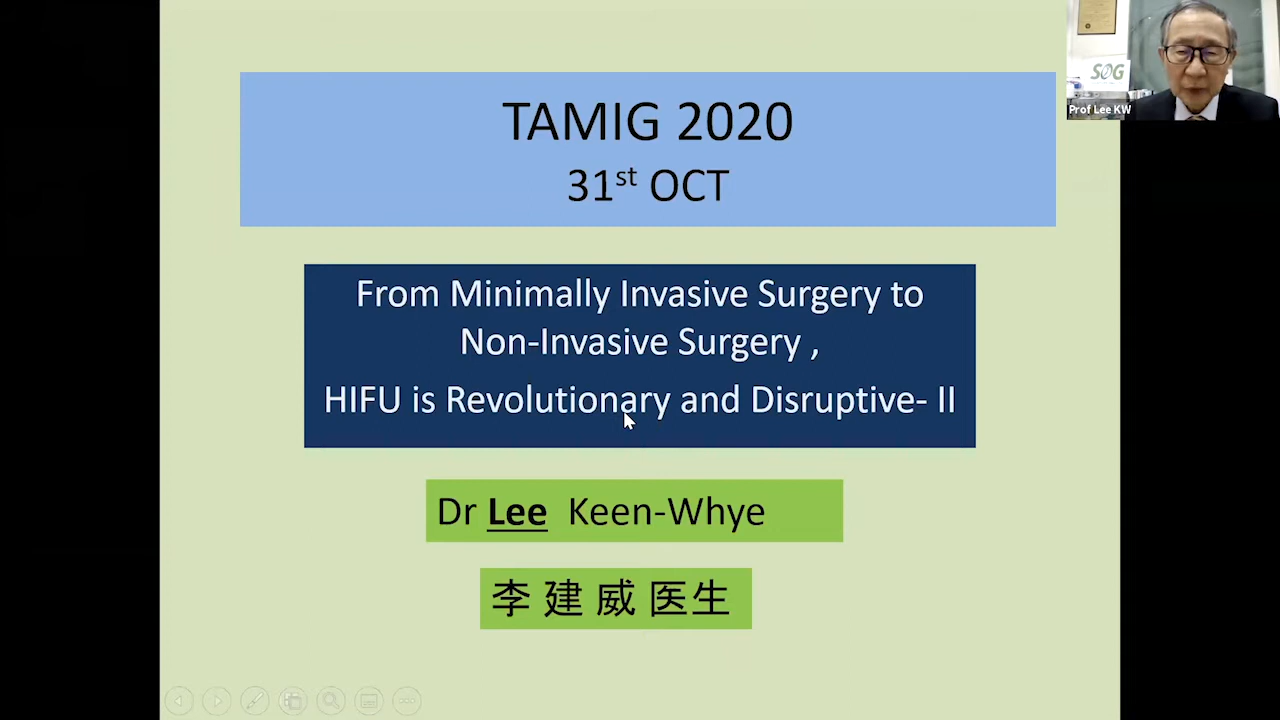 TAMIG 2020
31st OCT
From Minimally Invasive Surgery to
Non-Invasive Surgery ,
HIFU is Revolutionary and Disruptive- II
Dr Lee Keen-Whye
李 建 威 医生
SOG
Prof Lee KW